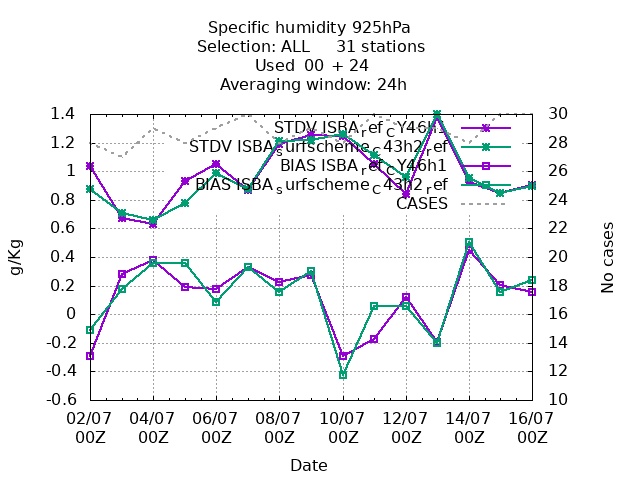 Specific humidity 925hPa
Selection: ALL 31 stations
Used 00 + 24
Averaging window: 24h
g/Kg
No cases
1.4
1.2
1
0.8
0.6
0.4
0.2
0
-0.2
-0.4
-0.6
30
28
26
24
22
20
18
16
14
12
10
STDV ISBA_ref_CY46h1
STDV ISBA_surfscheme_C43h2_ref
BIAS ISBA_ref_CY46h1
BIAS ISBA_surfscheme_C43h2_ref
CASES
02/07 04/07 06/07 08/07 10/07 12/07 14/07 16/07
00Z 00Z 00Z 00Z 00Z 00Z 00Z 00Z
Date